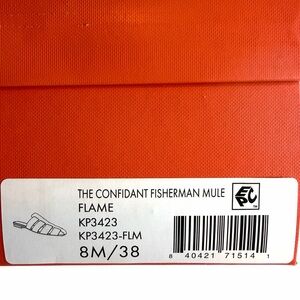 THE CONFIDANT FISHERMAN MULE
FLAME
KP3423
KP3423-FLM
8M/38
8 40421 71514 1